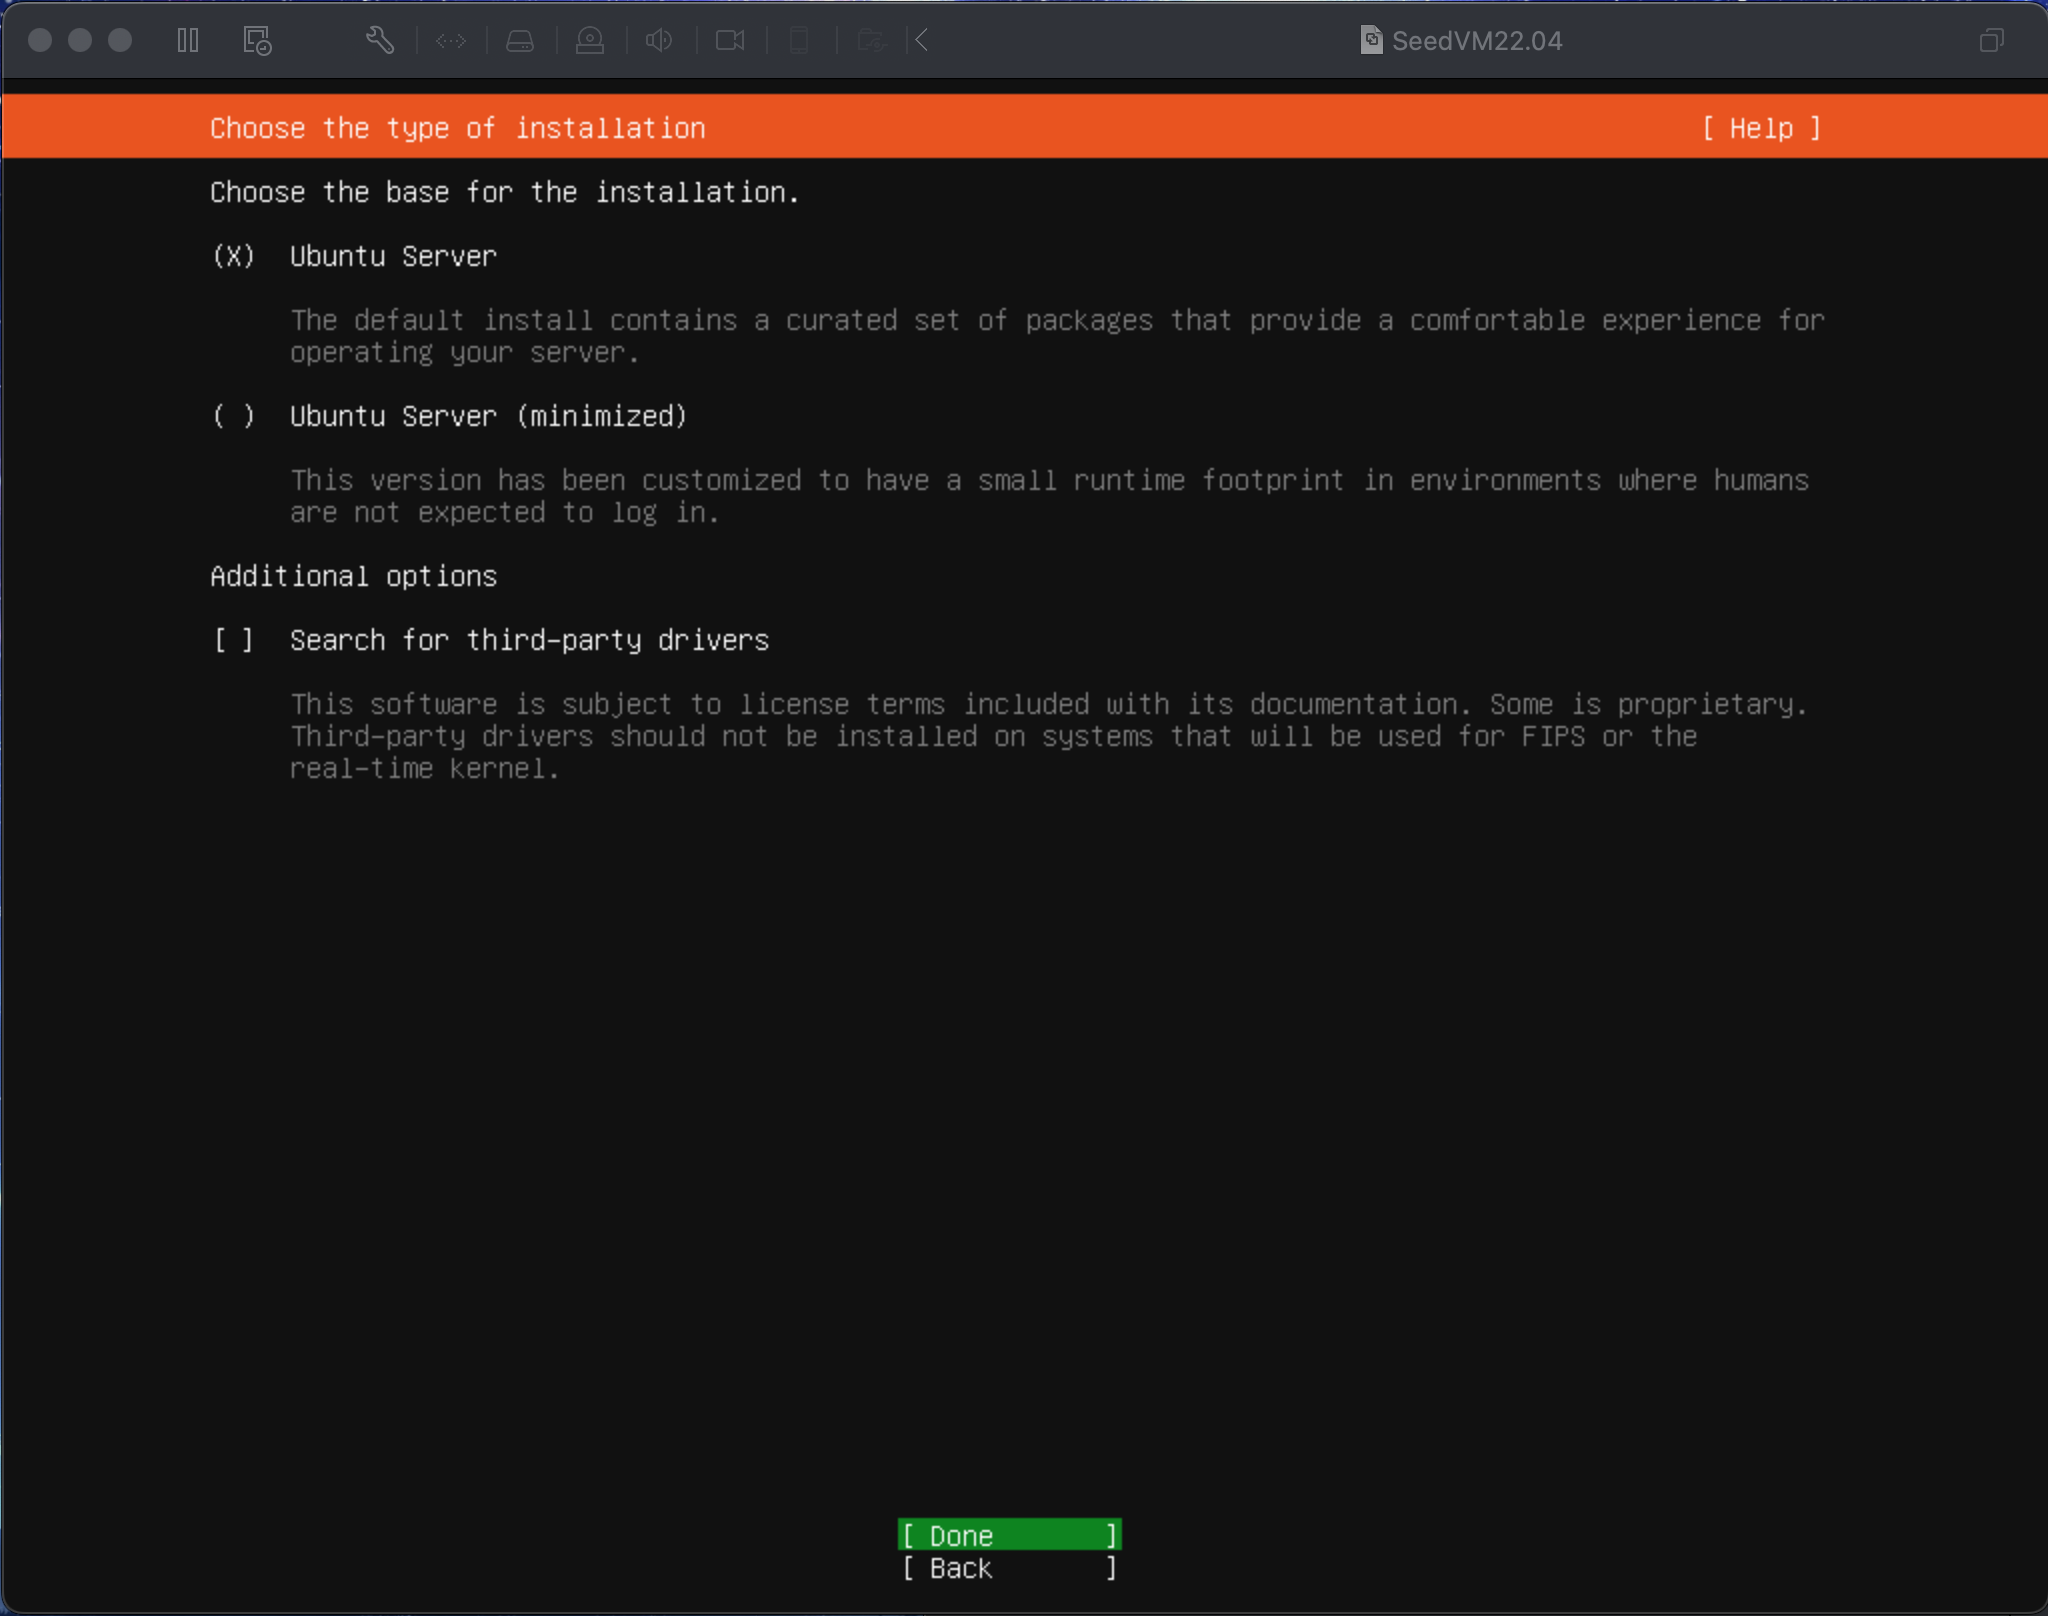 SeedVM22.04
Choose the type of installation [ Help ]
Choose the base for the installation.
(X) Ubuntu Server
The default install contains a curated set of packages that provide a comfortable experience for
operating your server.
( ) Ubuntu Server (minimized)
This version has been customized to have a small runtime footprint in environments where humans
are not expected to log in.
Additional options
[ ] Search for third-party drivers
This software is subject to license terms included with its documentation. Some is proprietary.
Third-party drivers should not be installed on systems that will be used for FIPS or the
real-time kernel.
[ Done ]
[ Back ]